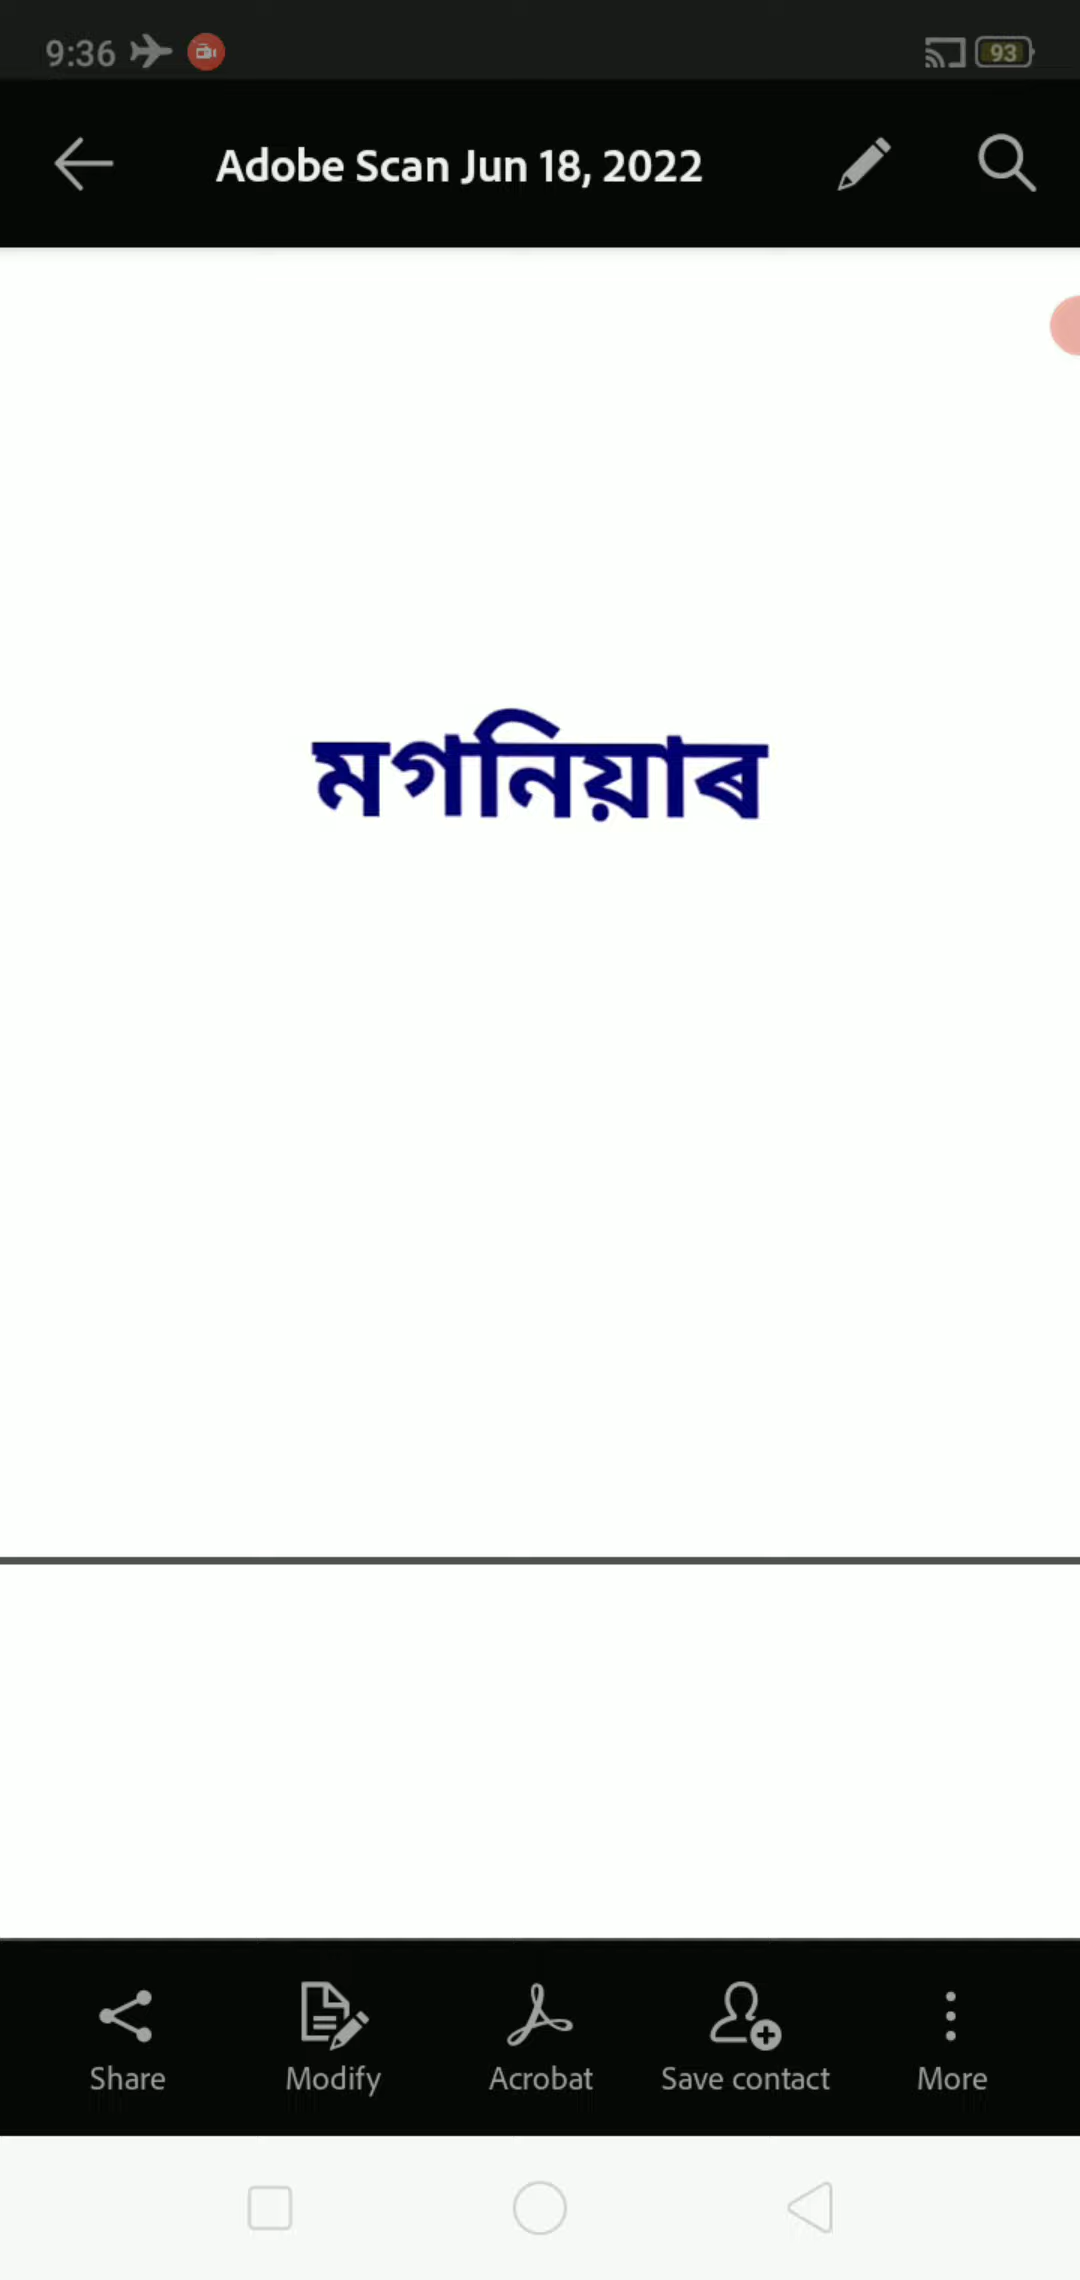 9:36
93
Adobe Scan Jun 18, 2022
মগনিয়াৰ
Share
Modify
Acrobat
Save contact
More